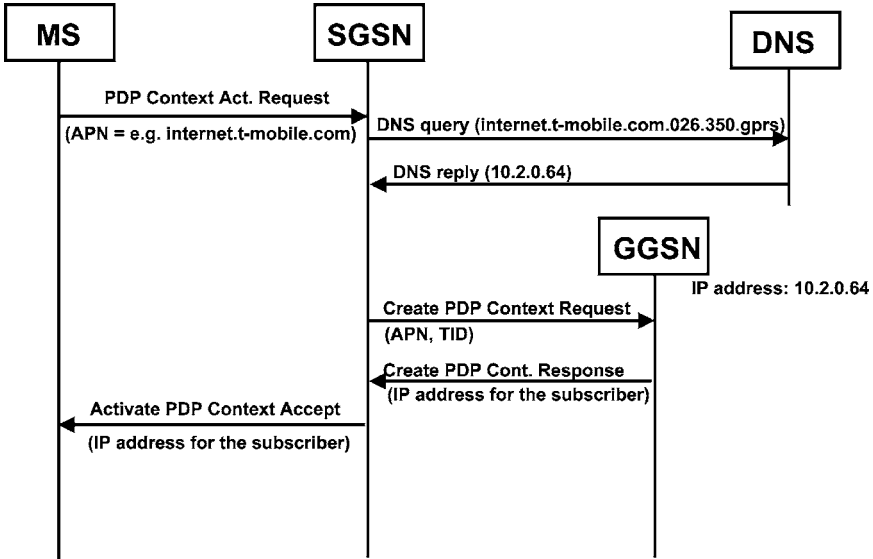 MS
SGSN
DNS
PDP Context Act. Request
(APN = e.g. internet.t-mobile.com)
DNS query (internet.t-mobile.com.026.350.gprs)
DNS reply (10.2.0.64)
GGSN
IP address: 10.2.0.64
Create PDP Context Request
(APN, TID)
Create PDP Cont. Response
(IP address for the subscriber)
Activate PDP Context Accept
(IP address for the subscriber)